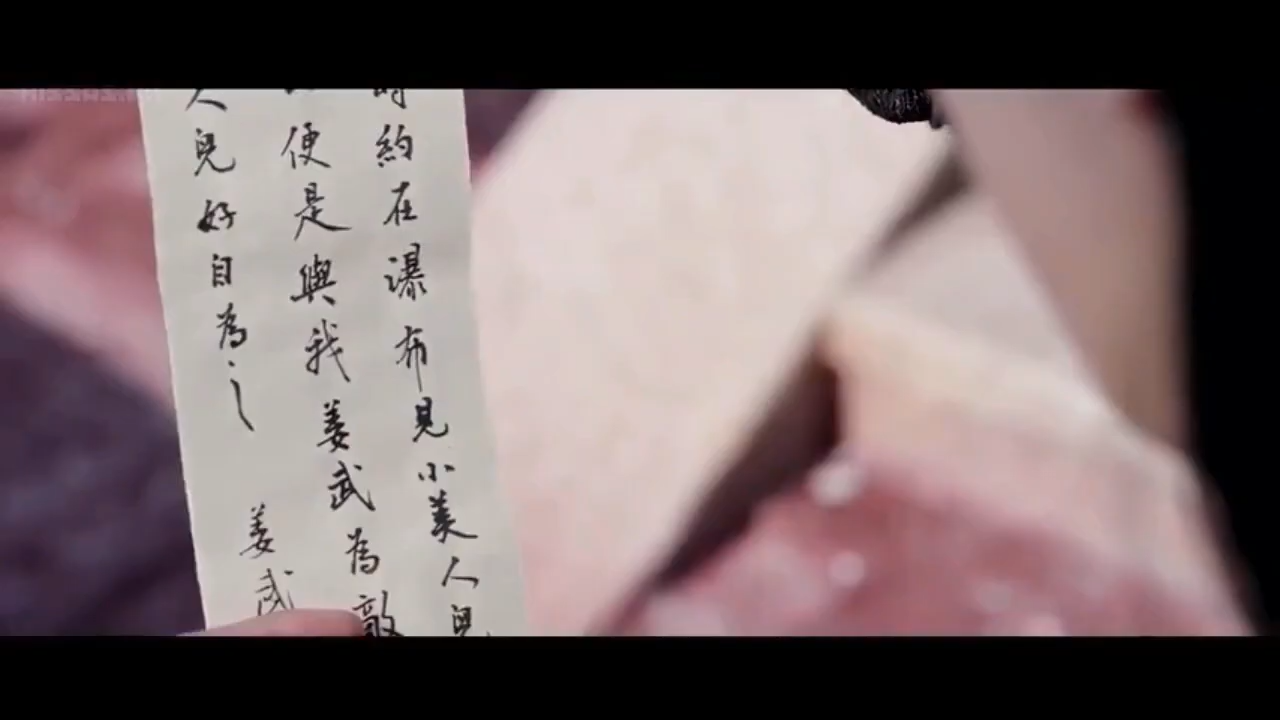 時約在瀑布見小美人兒
便是與我姜武為敵
人兒好自為之
姜武